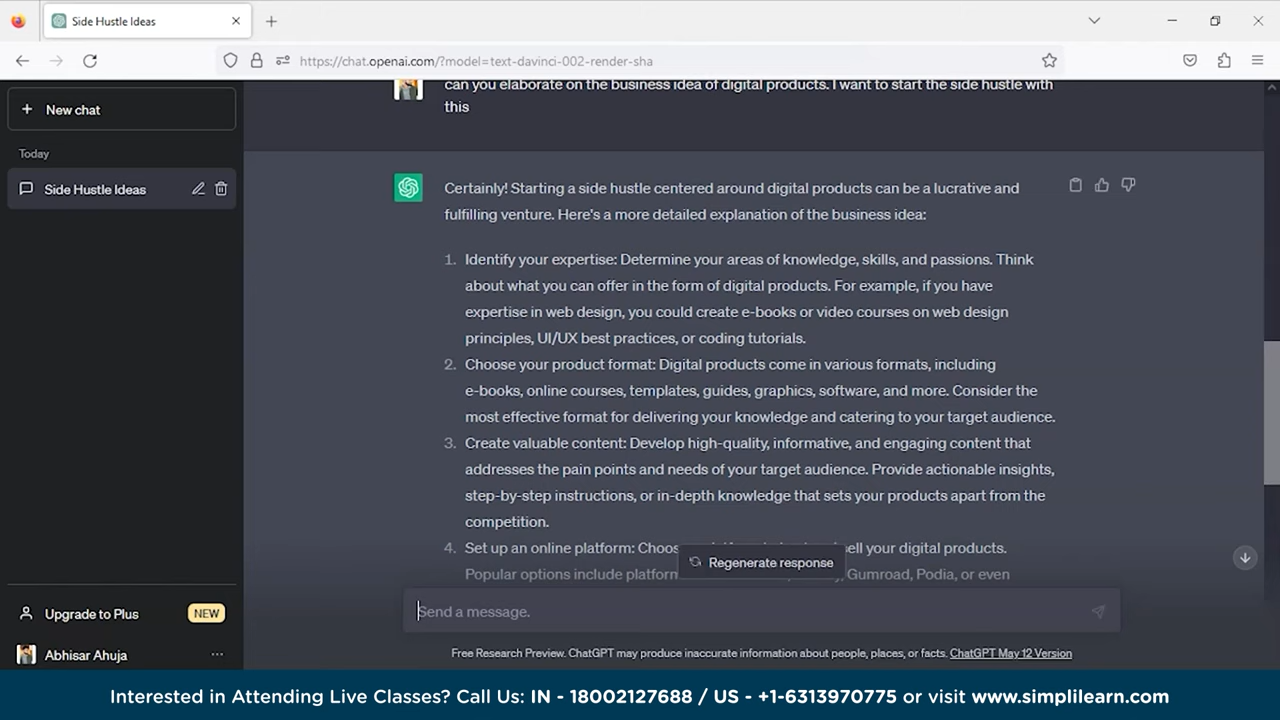 Side Hustle Ideas
https://chat.openai.com/?model=text-davinci-002-render-sha
New chat
Today
Side Hustle Ideas
can you elaborate on the business idea of digital products. I want to start the side hustle with
this
Certainly! Starting a side hustle centered around digital products can be a lucrative and
fulfilling venture. Here's a more detailed explanation of the business idea:
1. Identify your expertise: Determine your areas of knowledge, skills, and passions. Think
about what you can offer in the form of digital products. For example, if you have
expertise in web design, you could create e-books or video courses on web design
principles, UI/UX best practices, or coding tutorials.
2. Choose your product format: Digital products come in various formats, including
e-books, online courses, templates, guides, graphics, software, and more. Consider the
most effective format for delivering your knowledge and catering to your target audience.
3. Create valuable content: Develop high-quality, informative, and engaging content that
addresses the pain points and needs of your target audience. Provide actionable insights,
step-by-step instructions, or in-depth knowledge that sets your products apart from the
competition.
4. Set up an online platform: Choos sell your digital products.
Popular options include platform Gumroad, Podia, or even
Regenerate response
Send a message.
Upgrade to Plus NEW
Abhisar Ahuja
Free Research Preview. ChatGPT may produce inaccurate information about people, places, or facts. ChatGPT May 12 Version
Interested in Attending Live Classes? Call Us: IN - 18002127688 / US - +1-6313970775 or visit www.simplilearn.com